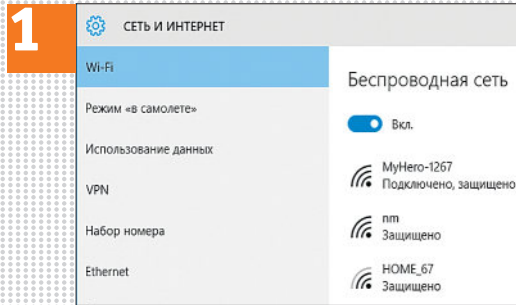 1
СЕТЬ И ИНТЕРНЕТ
Wi-Fi
Режим «в самолете»
Использование данных
VPN
Набор номера
Ethernet
Беспроводная сеть
Вкл.
MyHero-1267
Подключено, защищено
nm
Защищено
HOME_67
Защищено